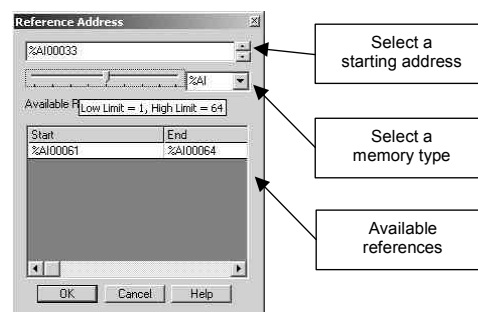 Reference Address
%AI00033
%AI
Available R
Low Limit = 1, High Limit = 64
Start End
%AI00061 %AI00064
OK Cancel Help
Select a
starting address
Select a
memory type
Available
references